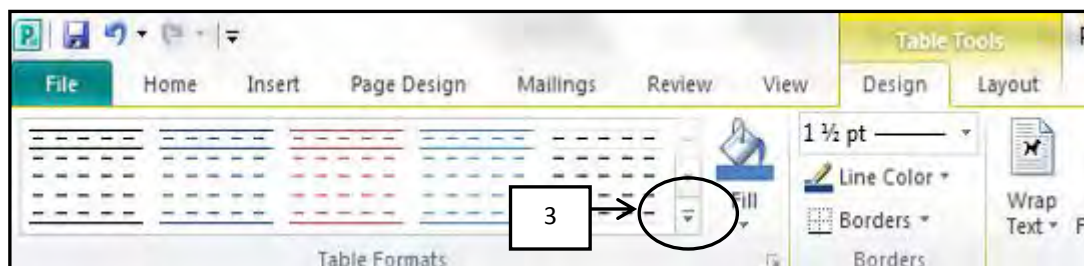 Table Tools
File Home Insert Page Design Mailings Review View Design Layout
1 ½ pt
Line Color
Fill
Borders
Wrap
Text
3
Table Formats
Borders